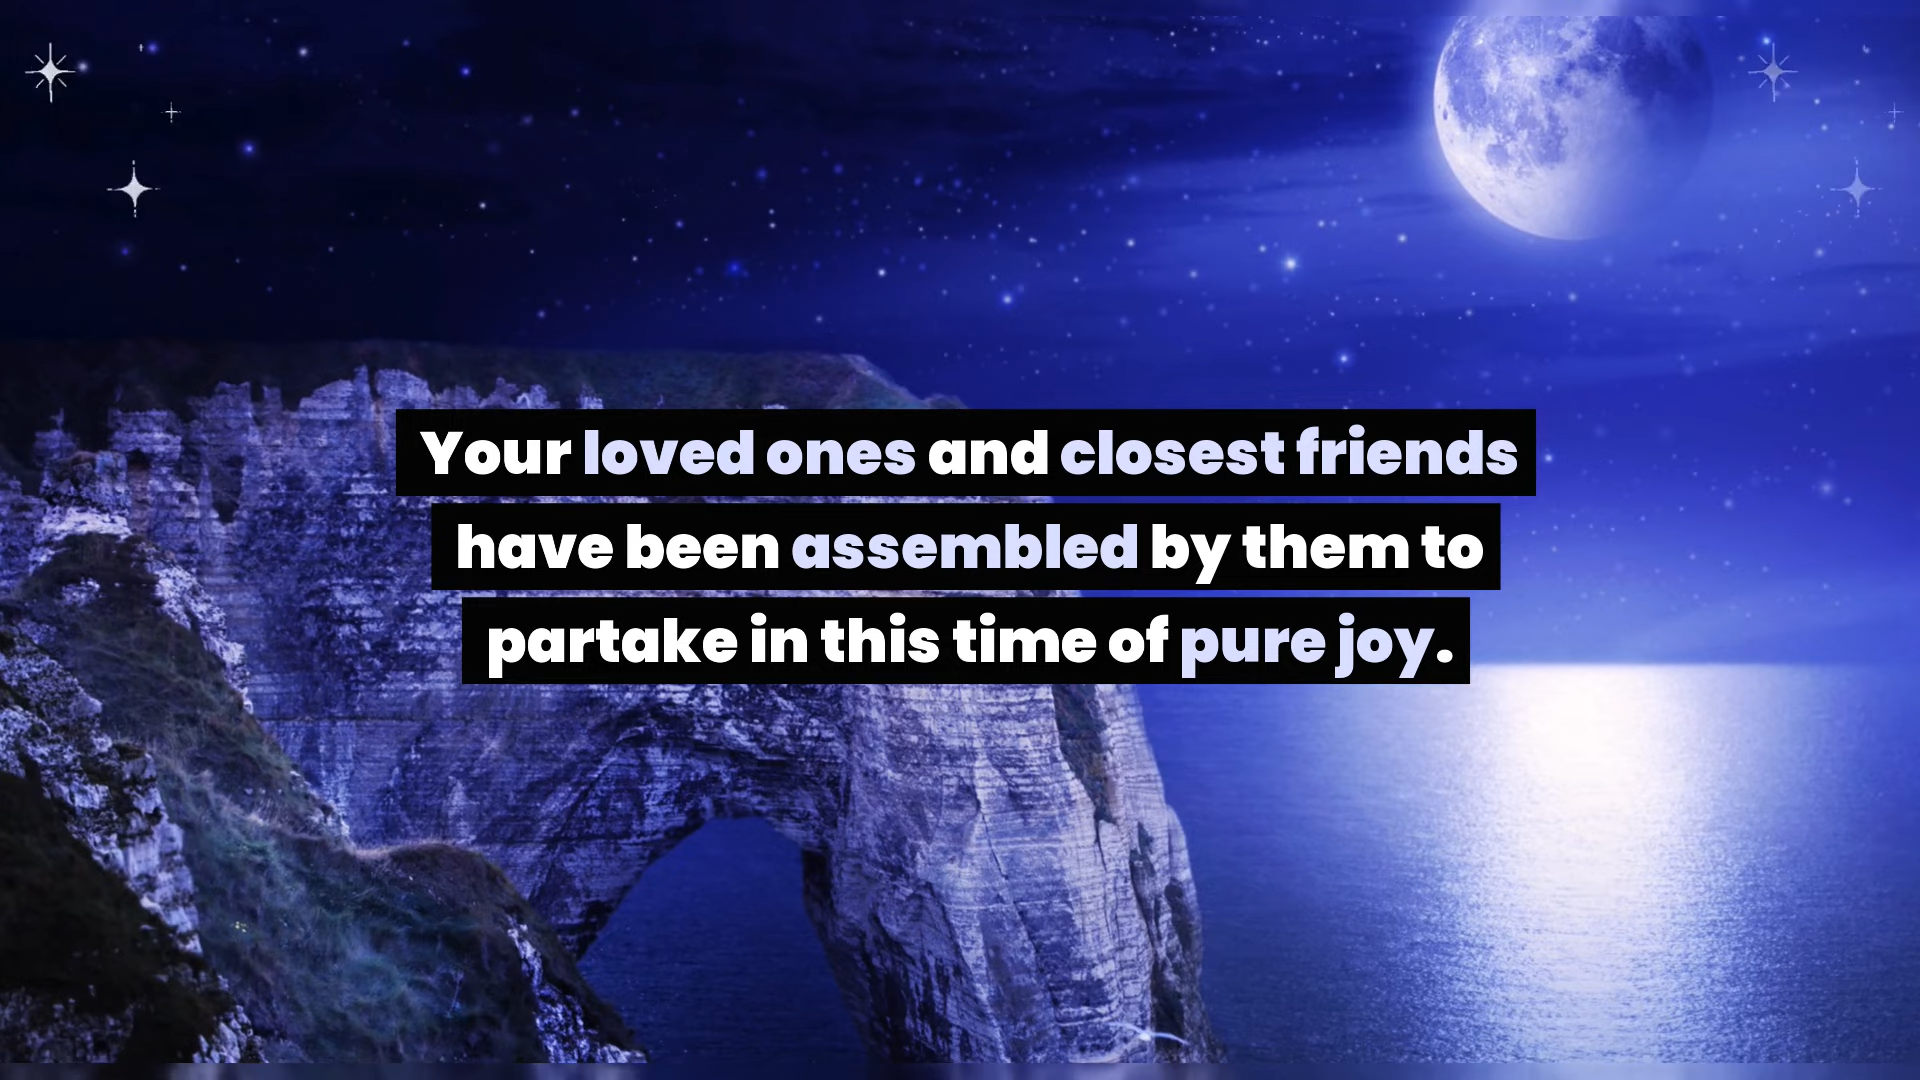 Your loved ones and closest friends
have been assembled by them to
partake in this time of pure joy.